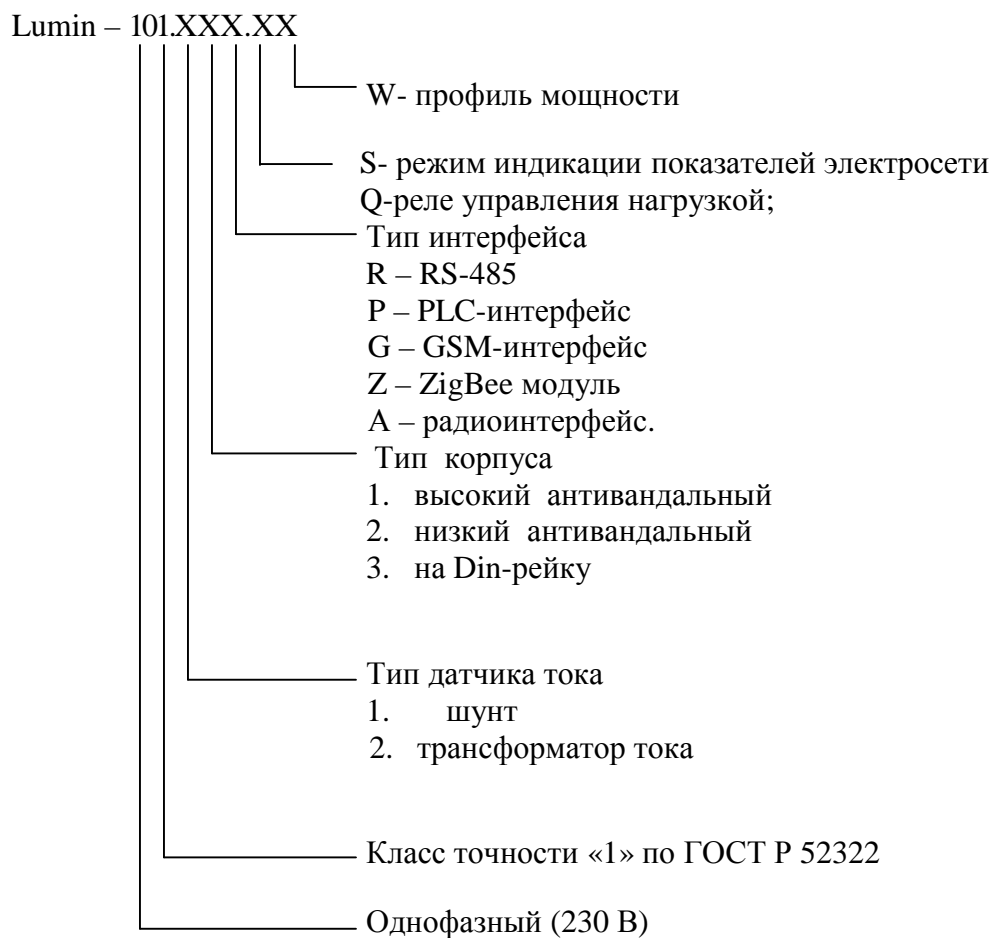 Lumin – 101.XXX.XX
W- профиль мощности
S- режим индикации показателей электросети
Q-реле управления нагрузкой;
Тип интерфейса
R – RS-485
P – PLC-интерфейс
G – GSM-интерфейс
Z – ZigBee модуль
A – радиоинтерфейс.
Тип корпуса
1. высокий антивандальный
2. низкий антивандальный
3. на Din-рейку
Тип датчика тока
1. шунт
2. трансформатор тока
Класс точности «1» по ГОСТ Р 52322
Однофазный (230 В)